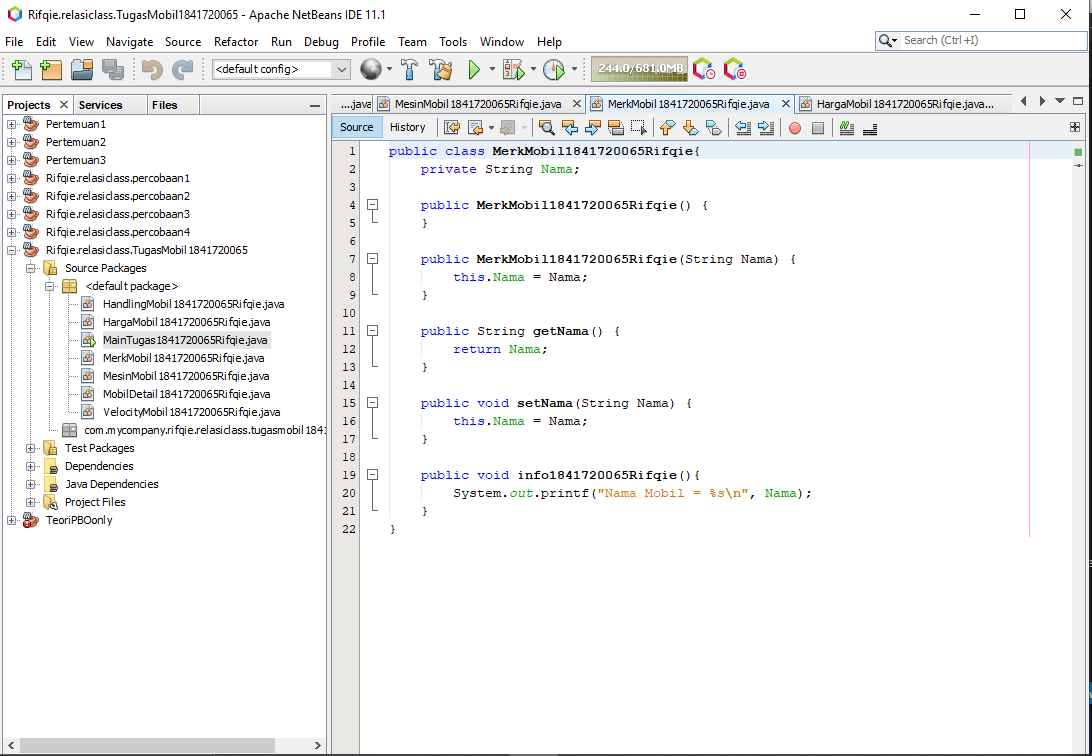 Rifqie.relasiclass.TugasMobil1841720065 - Apache NetBeans IDE 11.1
File Edit View Navigate Source Refactor Run Debug Profile Team Tools Window Help
Search (Ctrl+I)
<default config> 244.0/681.0MB
Projects Services Files
....java MesinMobil1841720065Rifqie.java MerkMobil1841720065Rifqie.java HargaMobil1841720065Rifqie.java...
Source History
Pertemuan1
Pertemuan2
Pertemuan3
Rifqie.relasiclass.percobaan1
Rifqie.relasiclass.percobaan2
Rifqie.relasiclass.percobaan3
Rifqie.relasiclass.percobaan4
Rifqie.relasiclass.TugasMobil1841720065
Source Packages
<default package>
HandlingMobil1841720065Rifqie.java
HargaMobil1841720065Rifqie.java
MainTugas1841720065Rifqie.java
MerkMobil1841720065Rifqie.java
MesinMobil1841720065Rifqie.java
MobilDetail1841720065Rifqie.java
VelocityMobil1841720065Rifqie.java
com.mycompany.rifqie.relasiclass.tugasmobil1841
Test Packages
Dependencies
Java Dependencies
Project Files
TeoriPBOonly
1 public class MerkMobil1841720065Rifqie{
2 private String Nama;
3
4 public MerkMobil1841720065Rifqie() {
5 }
6
7 public MerkMobil1841720065Rifqie(String Nama) {
8 this.Nama = Nama;
9 }
10
11 public String getNama() {
12 return Nama;
13 }
14
15 public void setNama(String Nama) {
16 this.Nama = Nama;
17 }
18
19 public void info1841720065Rifqie(){
20 System.out.printf("Nama Mobil = %s\n", Nama);
21 }
22 }